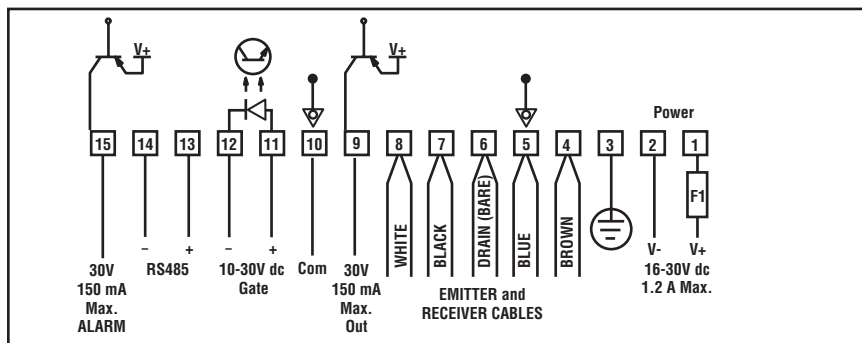 V+
V+
Power
15 14 13 12 11 10 9 8 7 6 5 4 3 2 1
F1
WHITE
BLACK
DRAIN (BARE)
BLUE
BROWN
– +
– +
V- V+
30V
150 mA
Max.
ALARM
RS485
10-30V dc
Gate
Com
30V
150 mA
Max.
Out
EMITTER and
RECEIVER CABLES
16-30V dc
1.2 A Max.